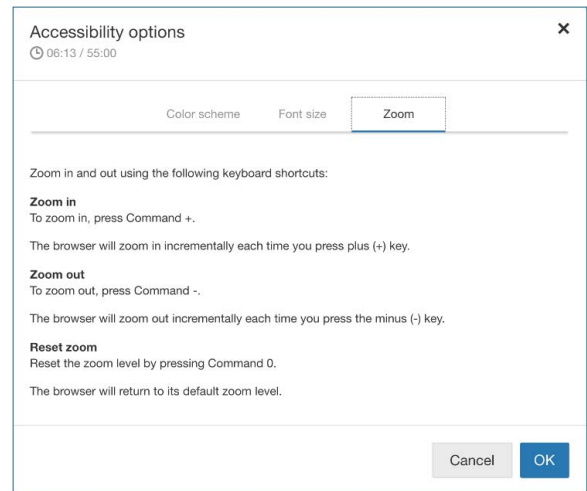 Accessibility options
06:13 / 55:00
Color scheme Font size Zoom
Zoom in and out using the following keyboard shortcuts:
Zoom in
To zoom in, press Command +.
The browser will zoom in incrementally each time you press plus (+) key.
Zoom out
To zoom out, press Command -.
The browser will zoom out incrementally each time you press the minus (-) key.
Reset zoom
Reset the zoom level by pressing Command 0.
The browser will return to its default zoom level.
Cancel OK